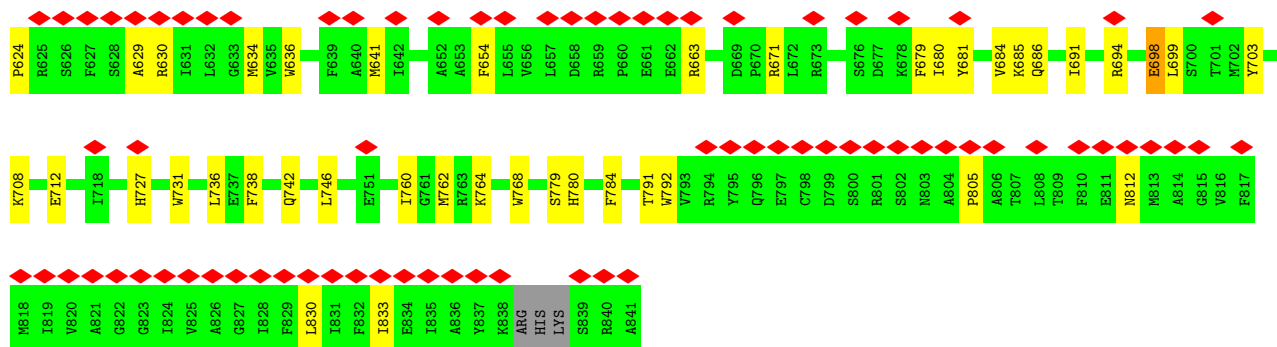 P624 R625 S626 F627 S628 A629 R630 I631 L632 G633 M634 V635 W636 F639 A640 M641 I642 A652 A653 F654 L655 V656 L657 D658 R659 P660 E661 E662 R663 D669 P670 R671 L672 R673 S676 D677 K678 F679 I680 Y681 V684 K685 Q686 I691 R694 E698 L699 S700 T701 M702 Y703
K708 E712 I718 H727 W731 L736 E737 F738 Q742 L746 E751 I760 G761 M762 R763 K764 W768 S779 H780 F784 T791 W792 V793 R794 Y795 Q796 E797 C798 D799 S800 R801 S802 N803 A804 P805 A806 T807 L808 T809 F810 E811 N812 M813 A814 G815 V816 F817
M818 I819 V820 A821 G822 G823 I824 V825 A826 G827 I828 F829 L830 I831 F832 I833 E834 I835 A836 Y837 K838 ARG HIS LYS S839 R840 A841